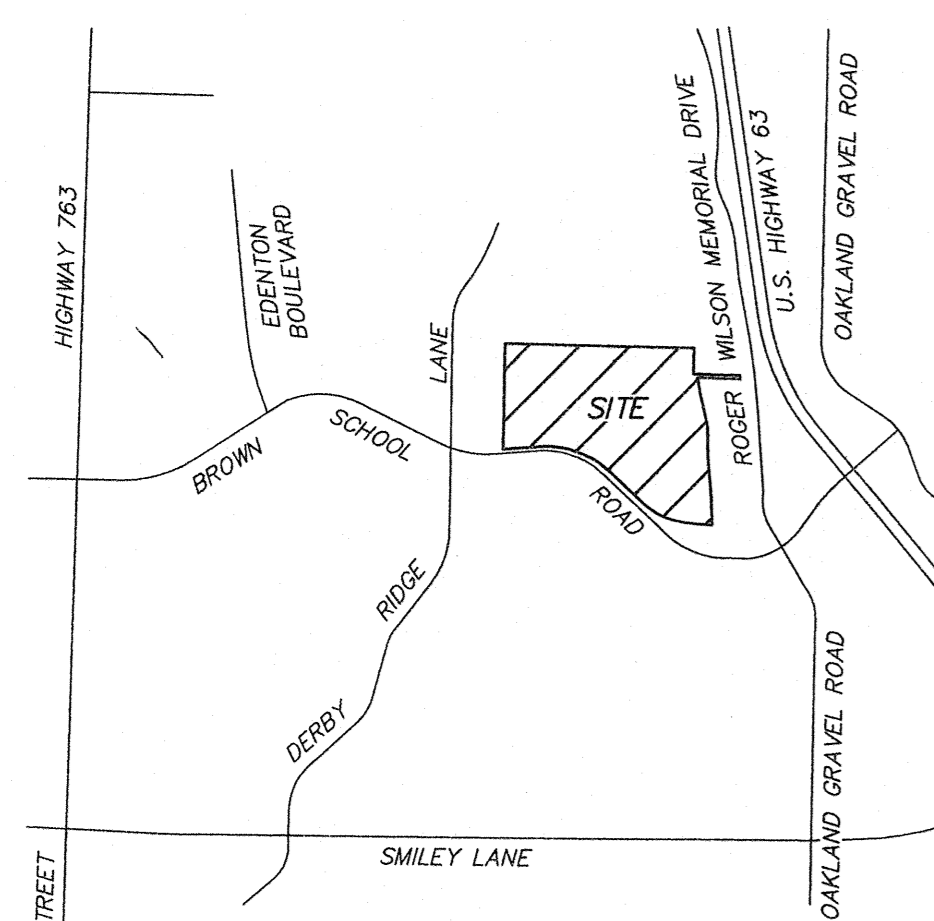 HIGHWAY 763
EDENTON
BOULEVARD
LANE
WILSON MEMORIAL DRIVE
ROGER
U.S. HIGHWAY 63
OAKLAND GRAVEL ROAD
SITE
BROWN
SCHOOL
ROAD
RIDGE
DERBY
SMILEY LANE
OAKLAND GRAVEL ROAD
TREET